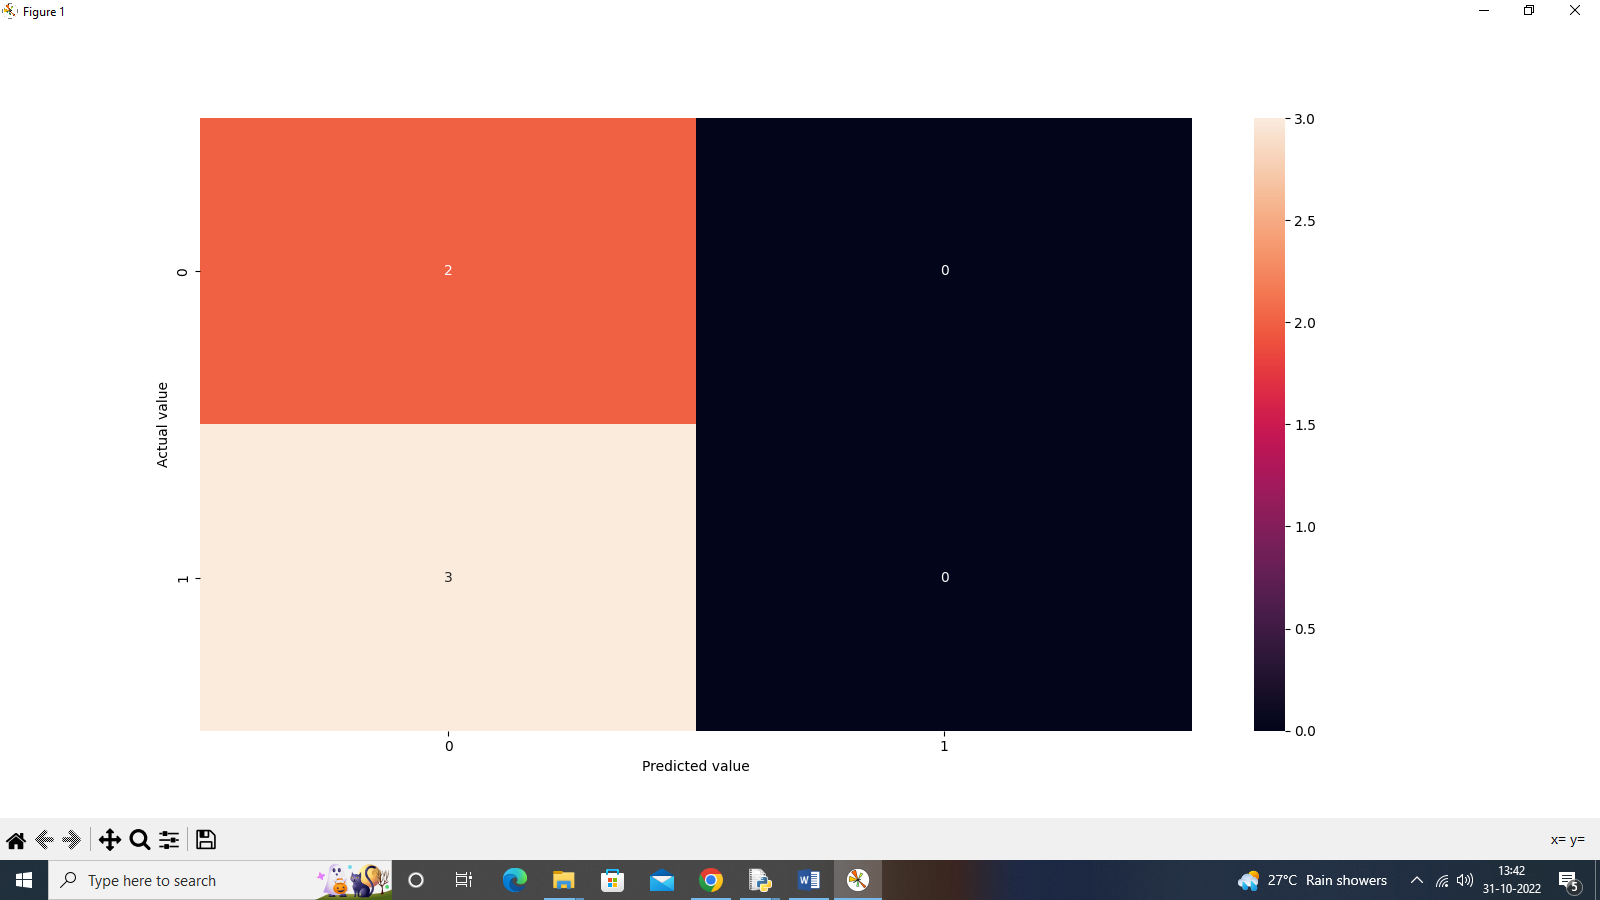 Figure 1
3.0
2.5
2 0
0
2.0
Actual value
1.5
1.0
3 0
1
0.5
0.0
0 1
Predicted value
x= y=
Type here to search
W
27°C Rain showers
13:42
31-10-2022
5